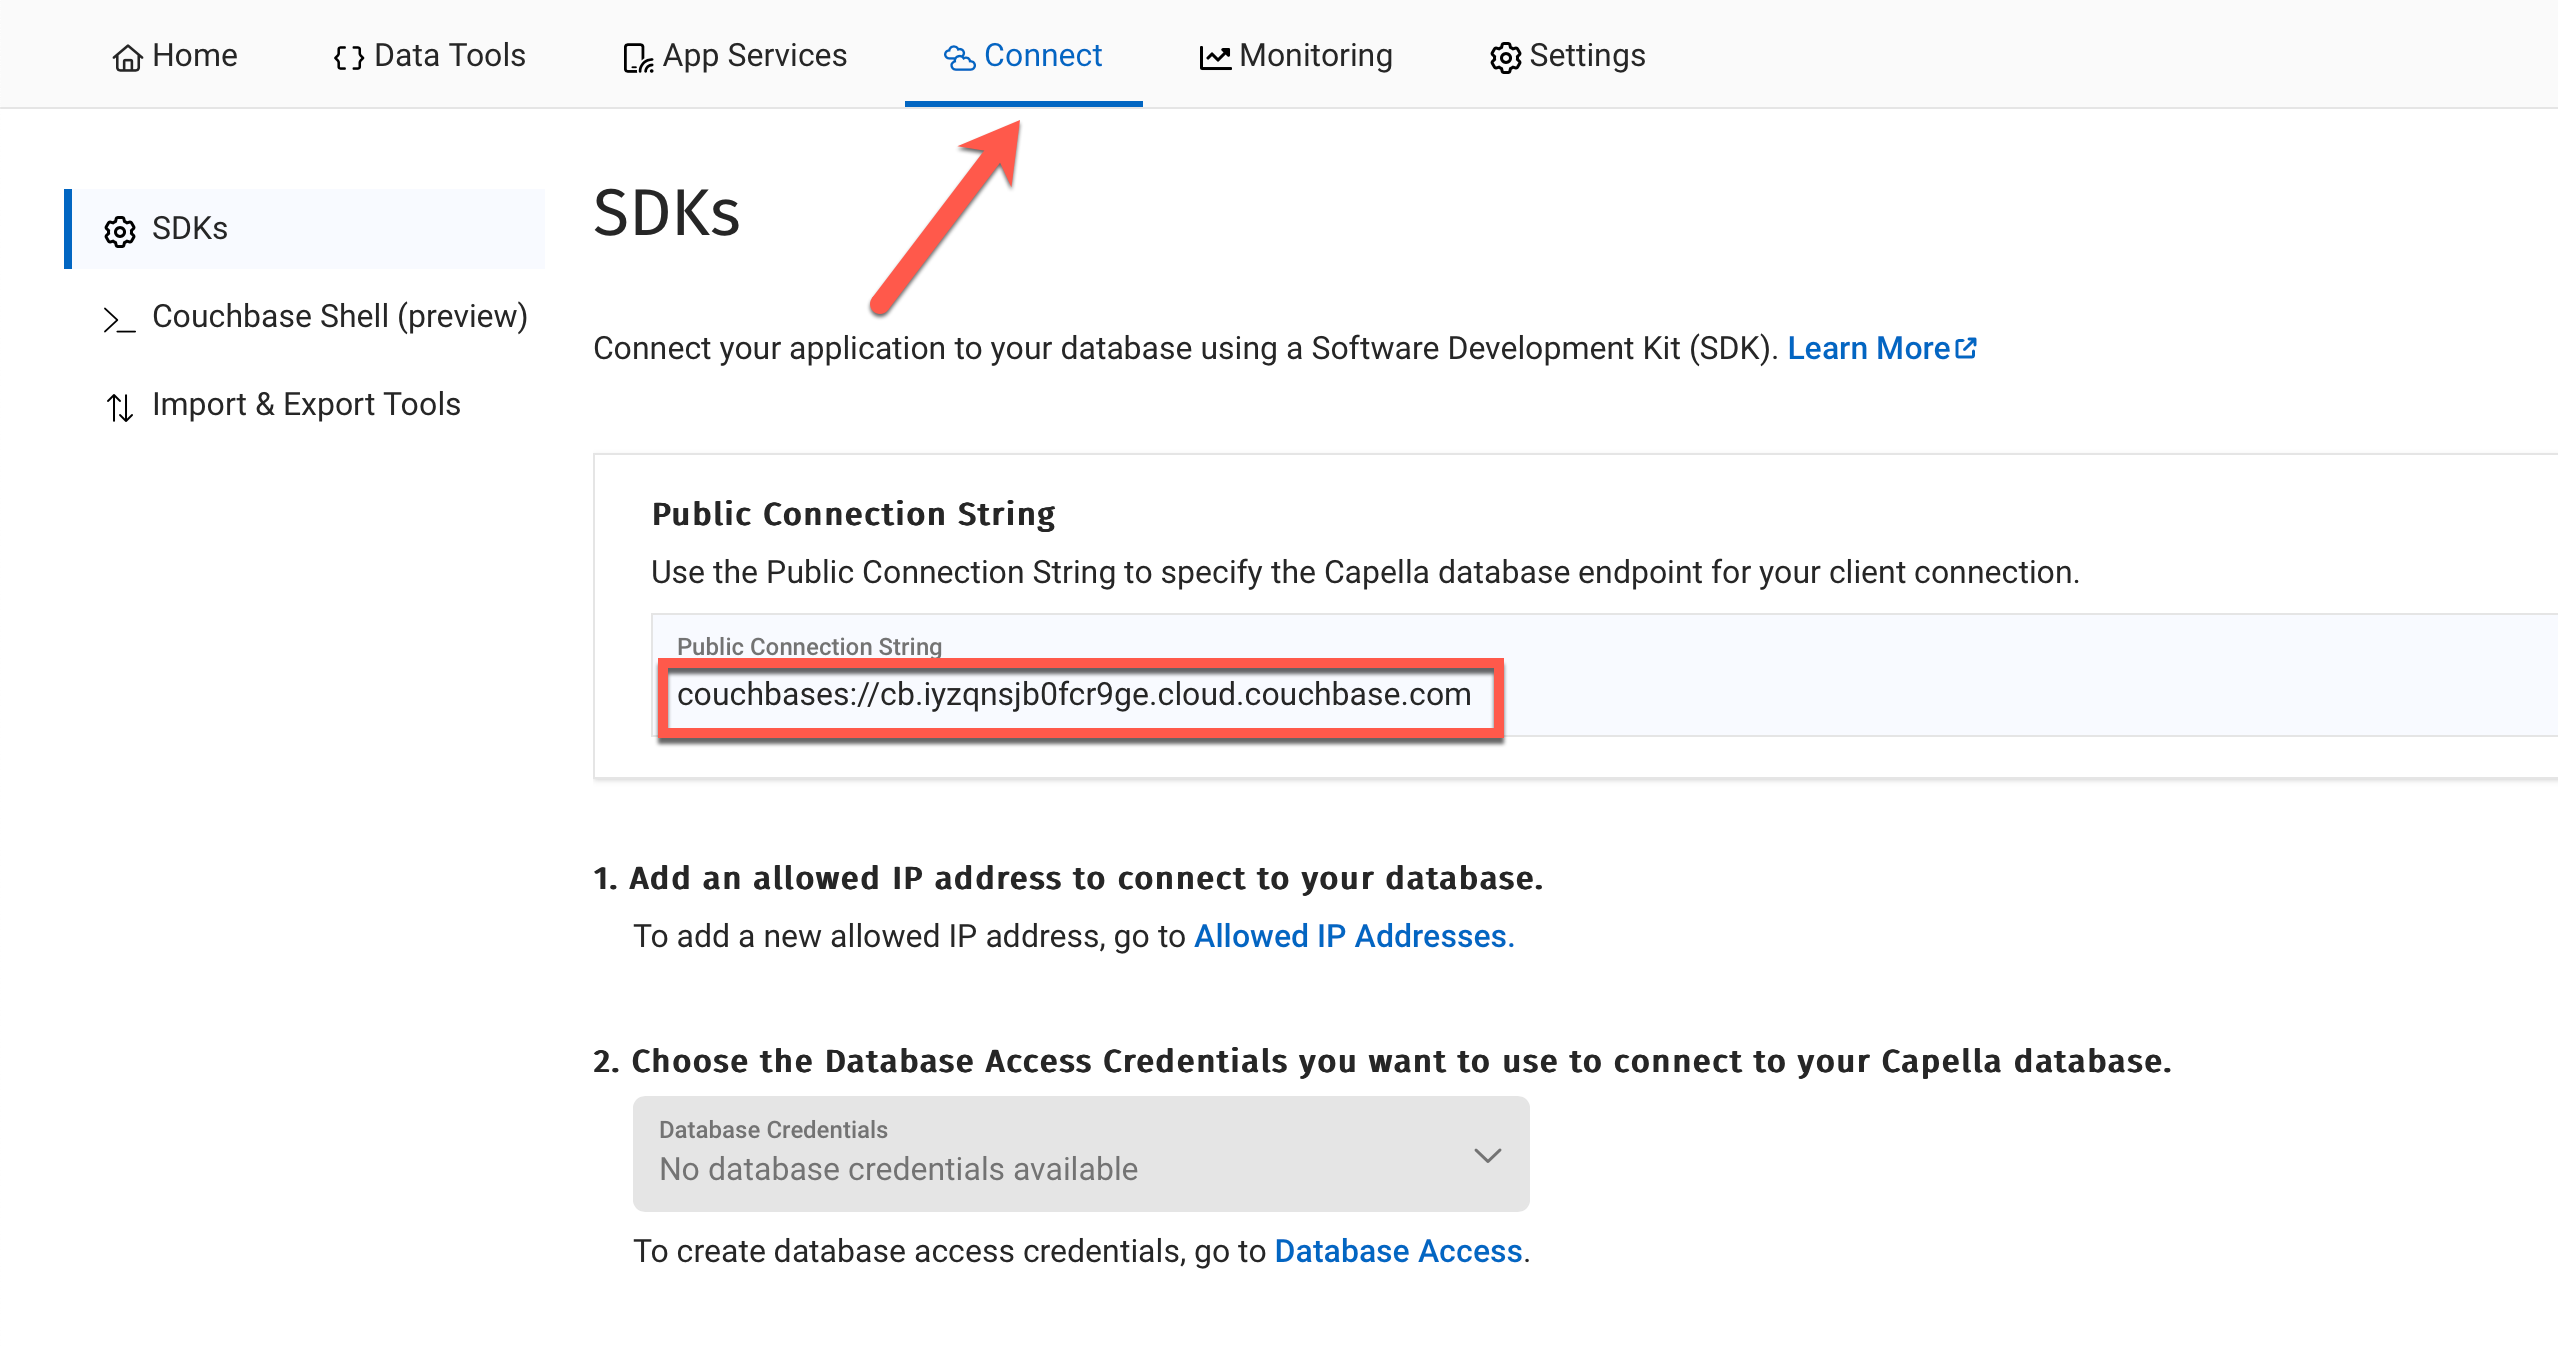 Home Data Tools App Services Connect Monitoring Settings
SDKs
Couchbase Shell (preview)
Import & Export Tools
SDKs
Connect your application to your database using a Software Development Kit (SDK). Learn More
Public Connection String
Use the Public Connection String to specify the Capella database endpoint for your client connection.
Public Connection String
couchbases://cb.iyzqnsjb0fcr9ge.cloud.couchbase.com
1. Add an allowed IP address to connect to your database.
To add a new allowed IP address, go to Allowed IP Addresses.
2. Choose the Database Access Credentials you want to use to connect to your Capella database.
Database Credentials
No database credentials available
To create database access credentials, go to Database Access.